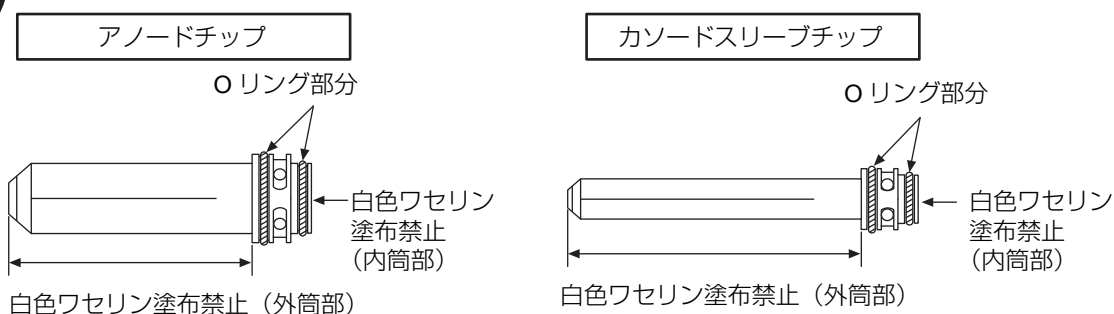 アノードチップ
Oリング部分
白色ワセリン
塗布禁止
（内筒部）
白色ワセリン塗布禁止（外筒部）
カソードスリーブチップ
Oリング部分
白色ワセリン
塗布禁止
（内筒部）
白色ワセリン塗布禁止（外筒部）